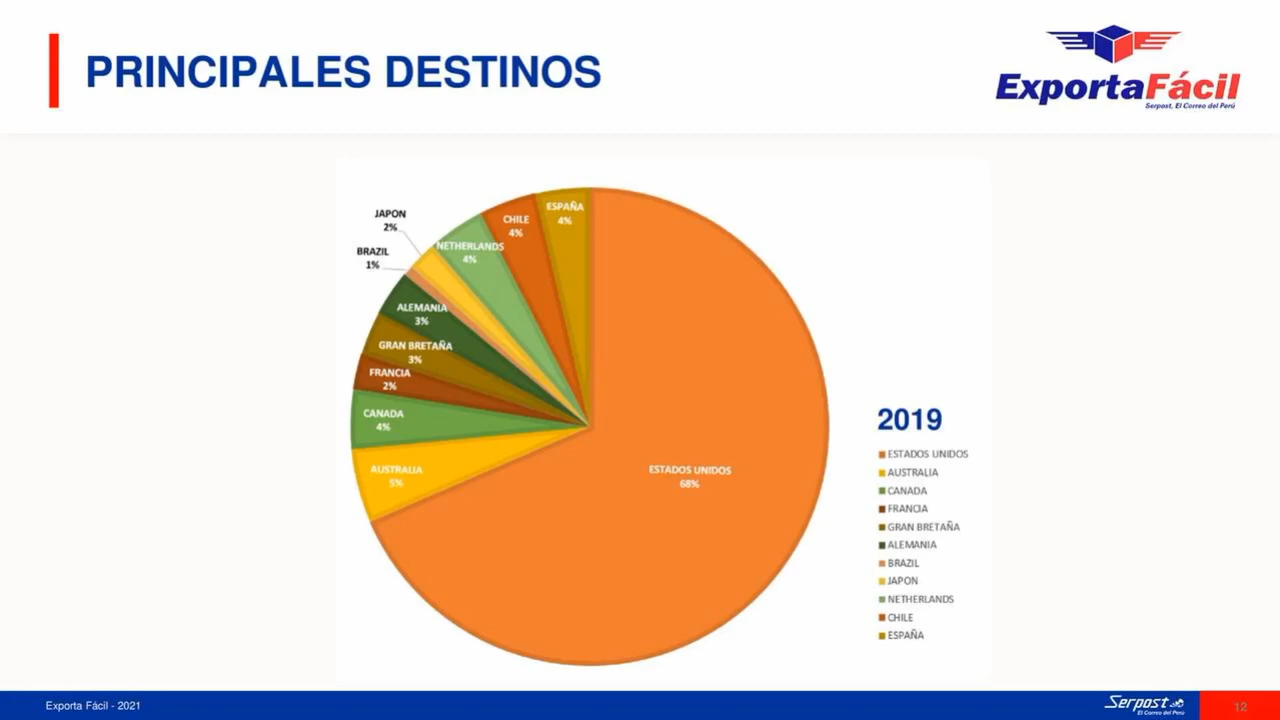 PRINCIPALES DESTINOS
ExportaFácil
Serpost, El Correo del Perú
JAPON
2%
BRAZIL
1%
NETHERLANDS
4%
CHILE
4%
ESPAÑA
4%
ALEMANIA
3%
GRAN BRETAÑA
3%
FRANCIA
2%
CANADA
4%
AUSTRALIA
5%
ESTADOS UNIDOS
68%
2019
ESTADOS UNIDOS
AUSTRALIA
CANADA
FRANCIA
GRAN BRETAÑA
ALEMANIA
BRAZIL
JAPON
NETHERLANDS
CHILE
ESPAÑA
Exporta Fácil - 2021
Serpost
El Correo del Perú
12